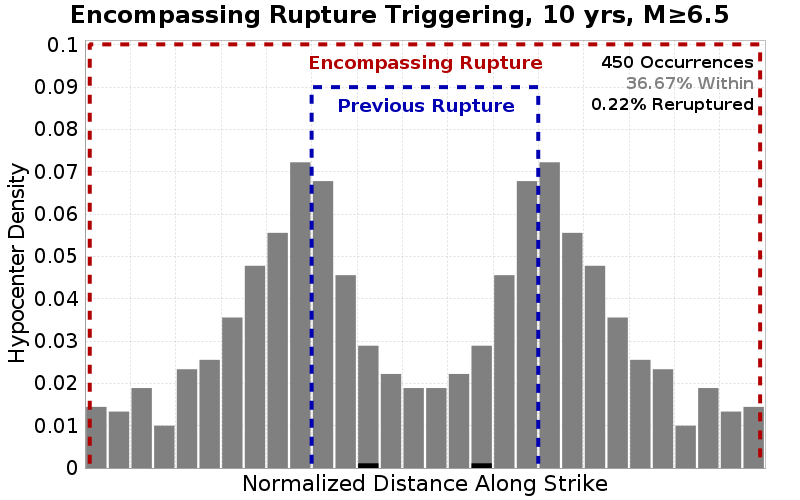 Encompassing Rupture Triggering, 10 yrs, M≥6.5
0.1
0.09
0.08
0.07
0.06
0.05
0.04
0.03
0.02
0.01
0
Hypocenter Density
Encompassing Rupture
Previous Rupture
450 Occurrences
36.67% Within
0.22% Reruptured
Normalized Distance Along Strike